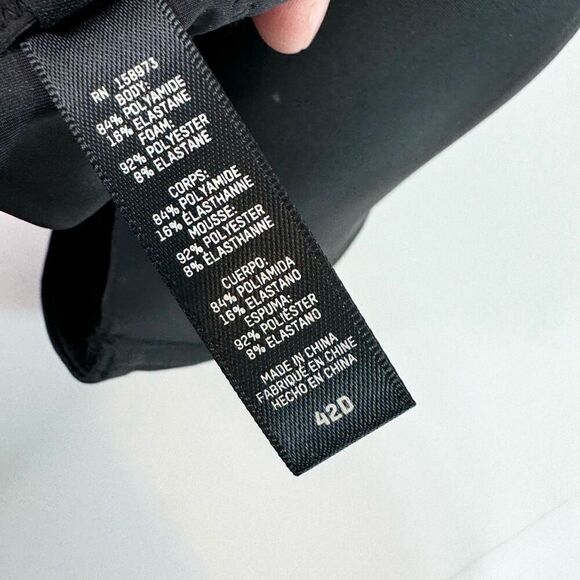 RN 158973
BODY:
84% POLYAMIDE
16% ELASTANE
FOAM:
92% POLYESTER
8% ELASTANE
CORPS:
84% POLYAMIDE
16% ÉLASTHANNE
MOUSSE:
92% POLYESTER
8% ÉLASTHANNE
CUERPO:
84% POLIAMIDA
16% ELASTANO
ESPUMA:
92% POLIÉSTER
8% ELASTANO
MADE IN CHINA
FABRIQUÉ EN CHINE
HECHO EN CHINA
42D